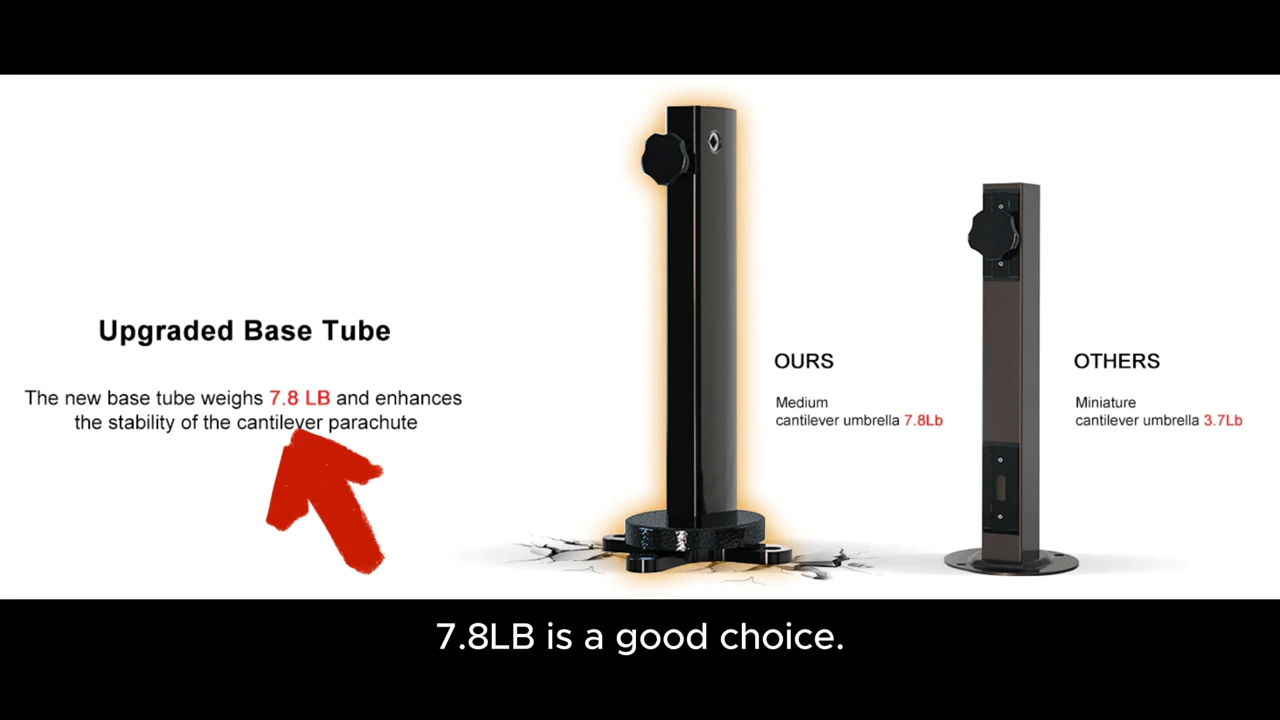 Upgraded Base Tube
The new base tube weighs 7.8 LB and enhances
the stability of the cantilever parachute
OURS
Medium
cantilever umbrella 7.8Lb
OTHERS
Miniature
cantilever umbrella 3.7Lb
7.8LB is a good choice.